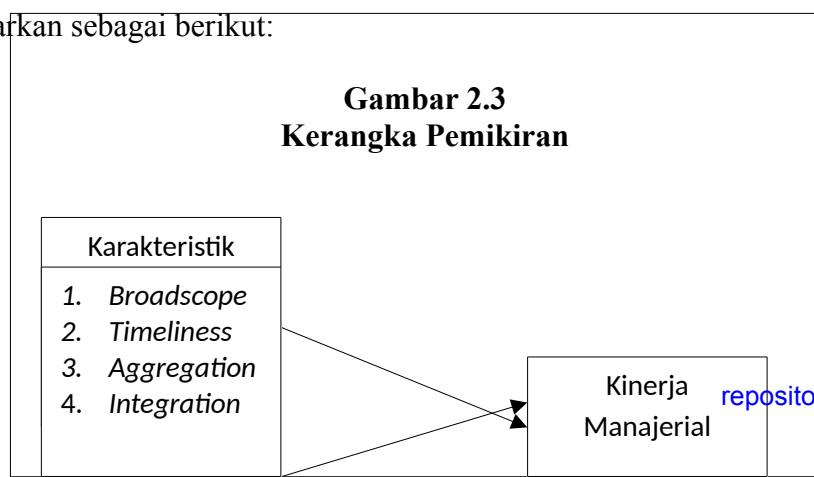 arkan sebagai berikut:
Gambar 2.3
Kerangka Pemikiran
Karakteristik
1. Broadscope
2. Timeliness
3. Aggregation
4. Integration
Kinerja
Manajerial
reposito